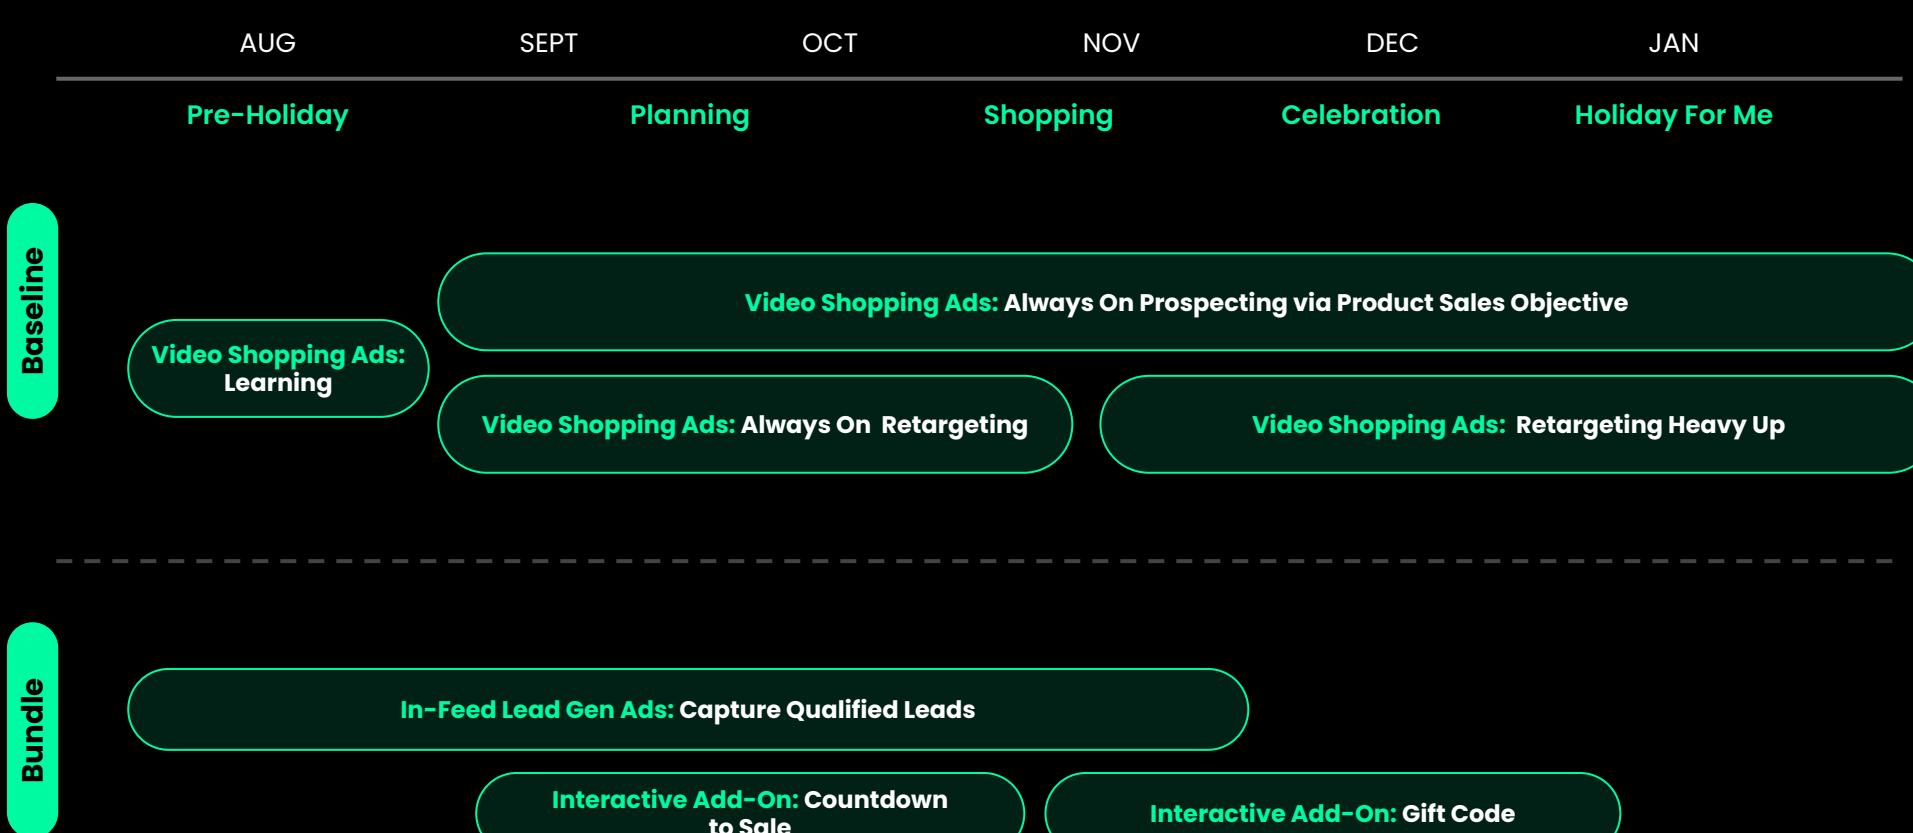 AUG SEPT OCT NOV DEC JAN
Pre-Holiday Planning Shopping Celebration Holiday For Me
Baseline
Video Shopping Ads: Always On Prospecting via Product Sales Objective
Video Shopping Ads:
Learning
Video Shopping Ads: Always On  Retargeting
Video Shopping Ads:  Retargeting Heavy Up
Bundle
In-Feed Lead Gen Ads: Capture Qualified Leads
Interactive Add-On: Countdown
to Sale
Interactive Add-On: Gift Code